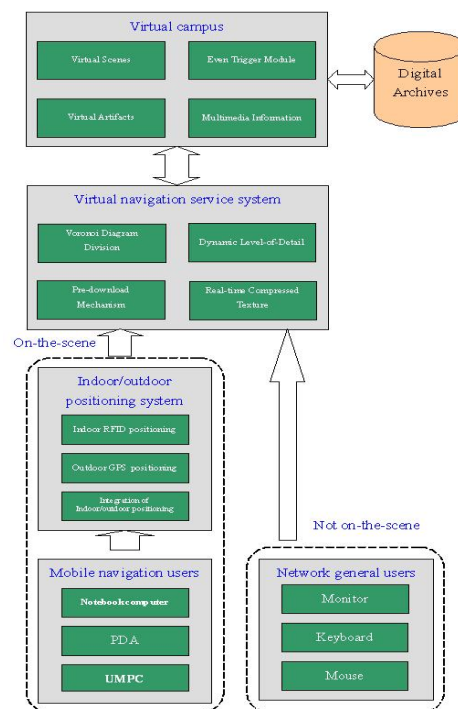 Virtual campus
Virtual Scenes
Even Trigger Module
Virtual Artifacts
Multimedia Information
Digital
Archives
Virtual navigation service system
Voronoi Diagram
Division
Dynamic Level-of-Detail
Pre-download
Mechanism
Real-time Compressed
Texture
On-the-scene
Indoor/outdoor
positioning system
Indoor RFID positioning
Outdoor GPS positioning
Integration of
Indoor/outdoor positioning
Not on-the-scene
Mobile navigation users
Notebook computer
PDA
UMPC
Network general users
Monitor
Keyboard
Mouse